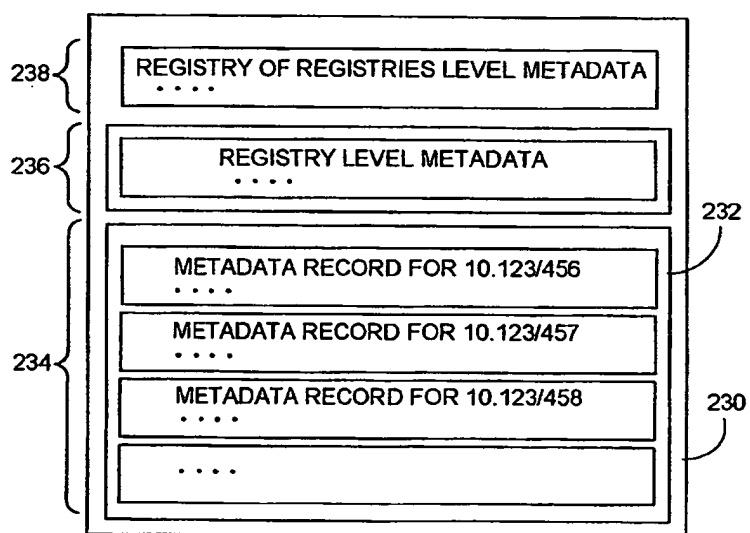 238
REGISTRY OF REGISTRIES LEVEL METADATA
. . . .
236
REGISTRY LEVEL METADATA
. . . .
232
METADATA RECORD FOR 10.123/456
. . . .
METADATA RECORD FOR 10.123/457
. . . .
234
METADATA RECORD FOR 10.123/458
. . . .
230
. . . .